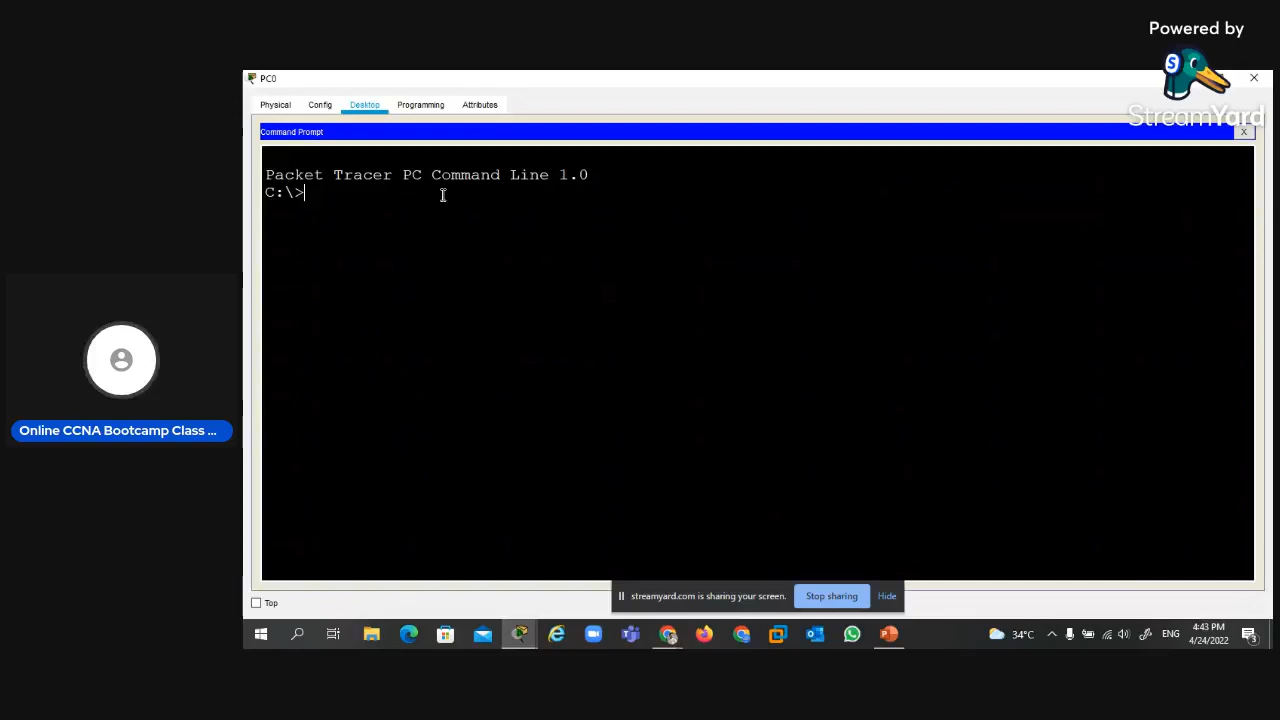 Powered by
StreamYard
PC0
Physical Config Desktop Programming Attributes
Command Prompt
X
Packet Tracer PC Command Line 1.0
C:\>
Online CCNA Bootcamp Class ...
streamyard.com is sharing your screen. Stop sharing Hide
Top
34°C ENG 4:43 PM
4/24/2022
3